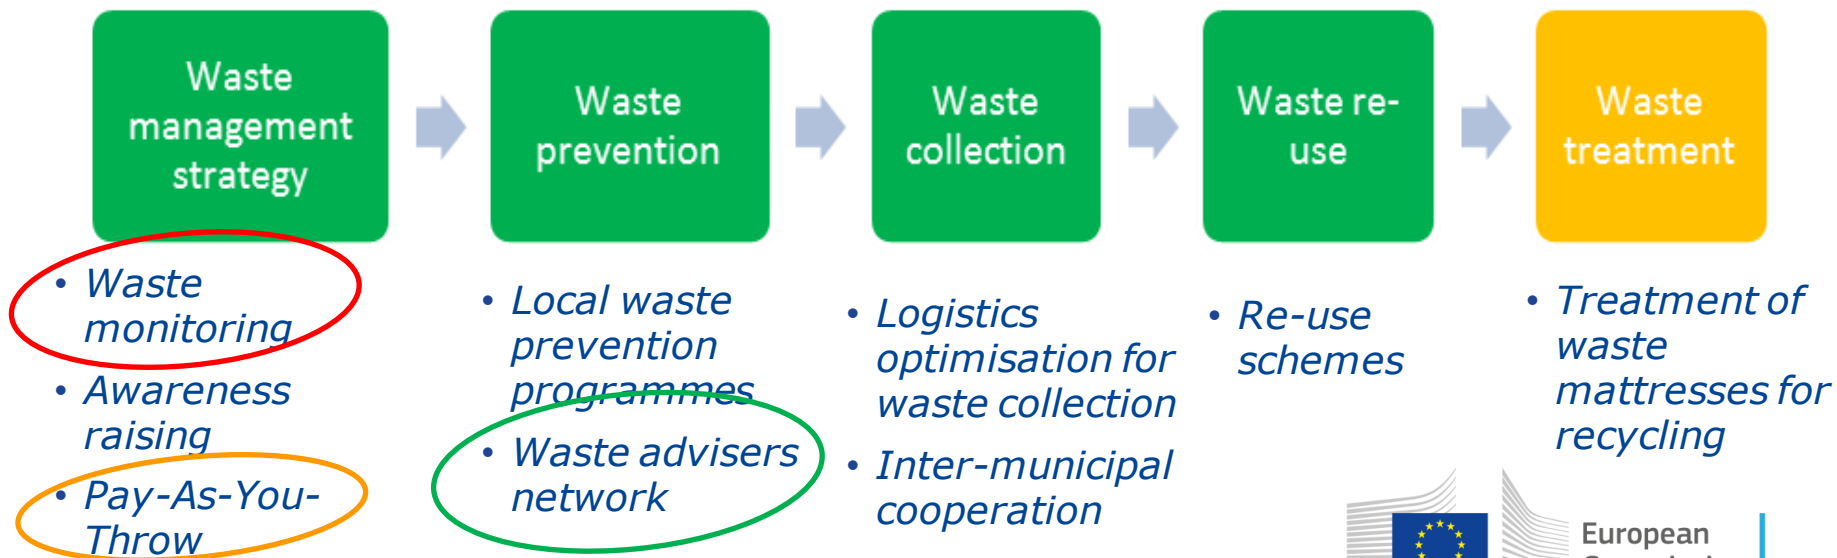 Waste
management
strategy
Waste
prevention
Waste
collection
Waste re-
use
Waste
treatment
• Waste
monitoring
• Awareness
raising
• Pay-As-You-
Throw
• Local waste
prevention
programmes
• Waste advisers
network
• Logistics
optimisation for
waste collection
• Inter-municipal
cooperation
• Re-use
schemes
• Treatment of
waste
mattresses for
recycling
European